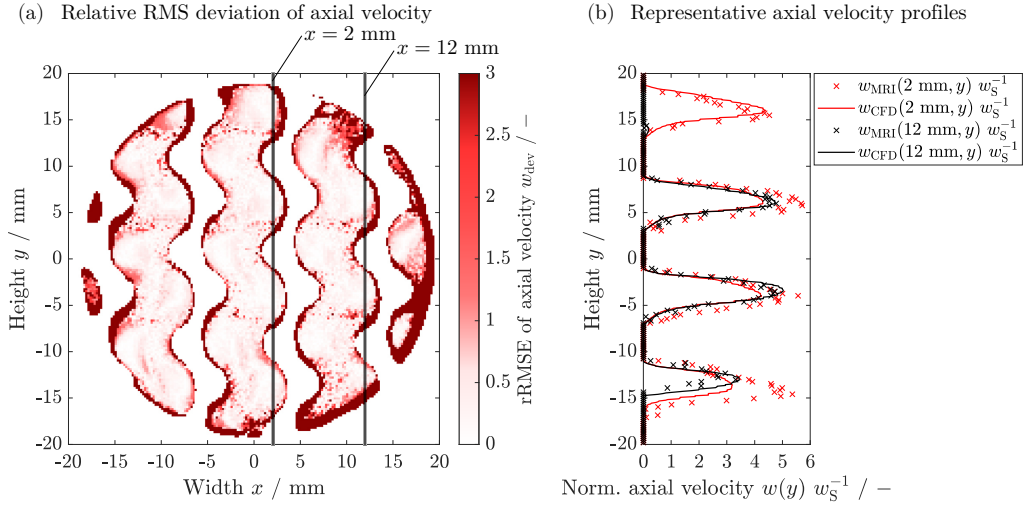 (a) Relative RMS deviation of axial velocity
x = 2 mm
x = 12 mm
20
15
10
5
0
-5
-10
-15
-20
Height y / mm
-20
-15
-10
-5
0
5
10
15
20
Width x / mm
3
2.5
2
1.5
1
0.5
0
rRMSE of axial velocity w_dev / −
(b) Representative axial velocity profiles
20
15
10
5
0
-5
-10
-15
-20
Height y / mm
0 1 2 3 4 5 6
Norm. axial velocity w(y) w_S^{-1} / −
w_MRI(2 mm, y) w_S^{-1}
w_CFD(2 mm, y) w_S^{-1}
w_MRI(12 mm, y) w_S^{-1}
w_CFD(12 mm, y) w_S^{-1}